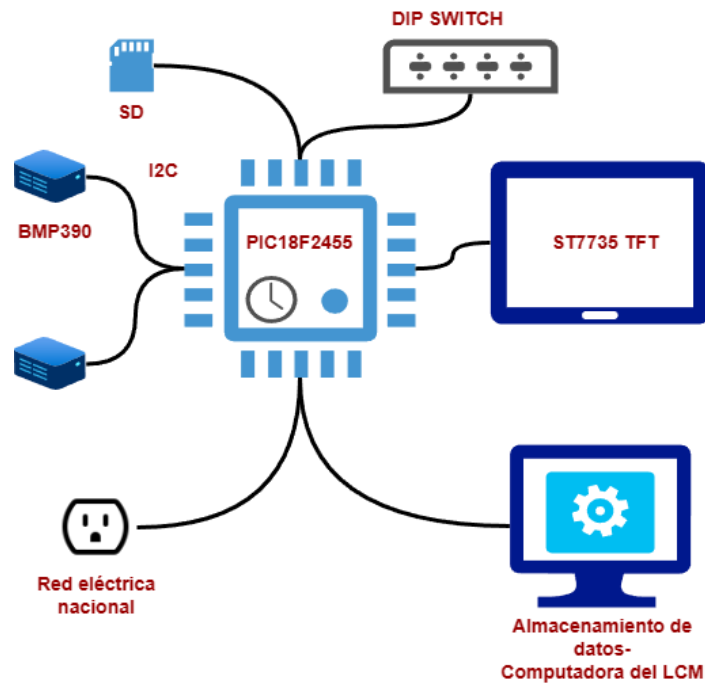 DIP SWITCH
SD
I2C
BMP390
PIC18F2455
ST7735 TFT
Red eléctrica
nacional
Almacenamiento de
datos-
Computadora del LCM